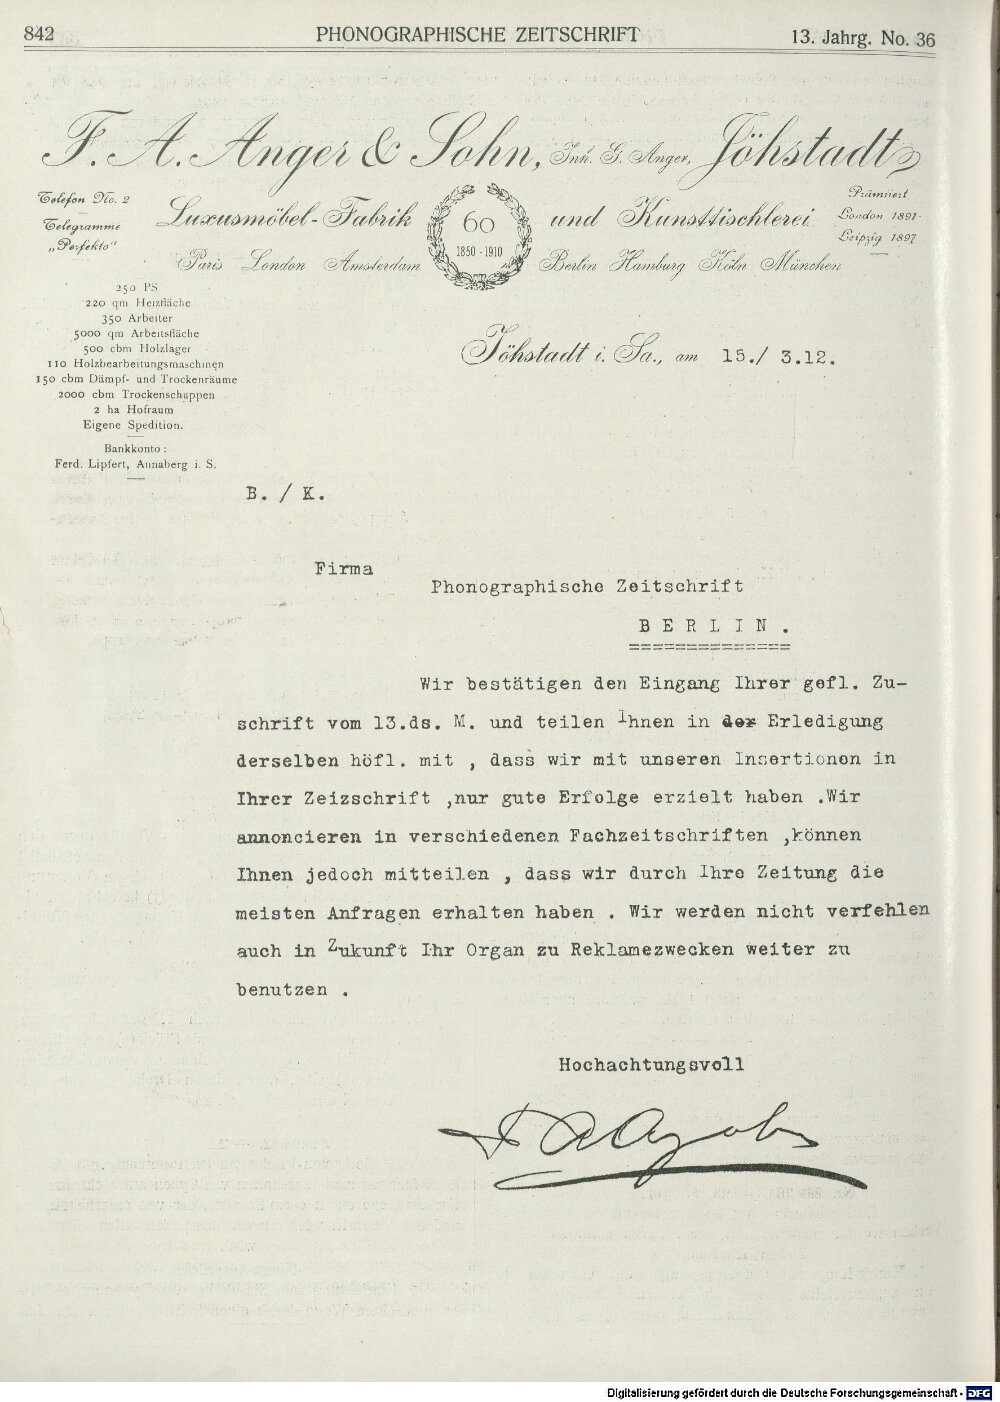 842 PHONOGRAPHISCHE ZEITSCHRIFT 13. Jahrg. No. 36
F. A. Anger & Sohn, Inh. G. Anger, Jöhstadt
Telefon No. 2
Telegramme
„Perfekto“
Luxusmöbel-Fabrik 60 und Kunsttischlerei
1850-1910
Prämiiert
London 1891
Leipzig 1897
Paris London Amsterdam Berlin Hamburg Köln München
250 PS
220 qm Heizfläche
350 Arbeiter
5000 qm Arbeitsfläche
500 cbm Holzlager
110 Holzbearbeitungsmaschinen
150 cbm Dämpf- und Trockenräume
2000 cbm Trockenschuppen
2 ha Hofraum
Eigene Spedition.
Bankkonto:
Ferd. Lipfert, Annaberg i. S.
Jöhstadt i. Sa., am 15./ 3.12.
B. / K.
Firma
Phonographische Zeitschrift
BERLIN.
Wir bestätigen den Eingang Ihrer gefl. Zu-
schrift vom 13.ds. M. und teilen Ihnen in der Erledigung
derselben höfl. mit , dass wir mit unseren Insertionen in
Ihrer Zeizschrift ,nur gute Erfolge erzielt haben .Wir
annoncieren in verschiedenen Fachzeitschriften ,können
Ihnen jedoch mitteilen , dass wir durch Ihre Zeitung die
meisten Anfragen erhalten haben . Wir werden nicht verfehlen
auch in Zukunft Ihr Organ zu Reklamezwecken weiter zu
benutzen .
Hochachtungsvoll
Digitalisierung gefördert durch die Deutsche Forschungsgemeinschaft - DFG